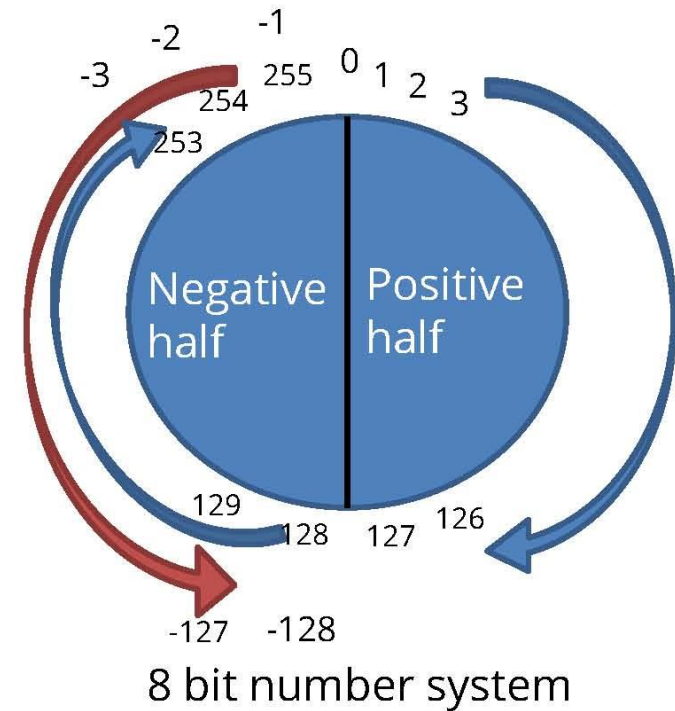 -3 -2 -1
253 254 255 0 1 2 3
Negative
half
Positive
half
129 128 127 126
-127 -128
8 bit number system